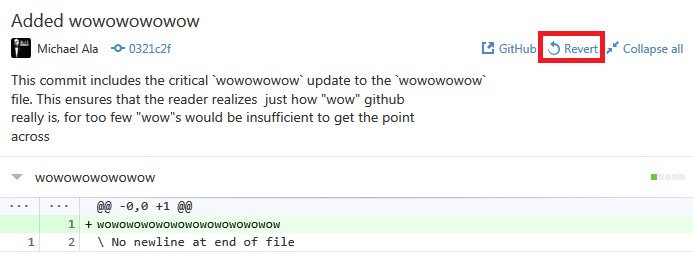 Added wowowowowow
Michael Ala 0321c2f GitHub Revert Collapse all
This commit includes the critical `wowowowow` update to the `wowowowow`
file. This ensures that the reader realizes  just how "wow" github
really is, for too few "wow"s would be insufficient to get the point
across
wowowowowowow
... ... @@ -0,0 +1 @@
1 + wowowowowowowowowowowowow
1 2 \ No newline at end of file